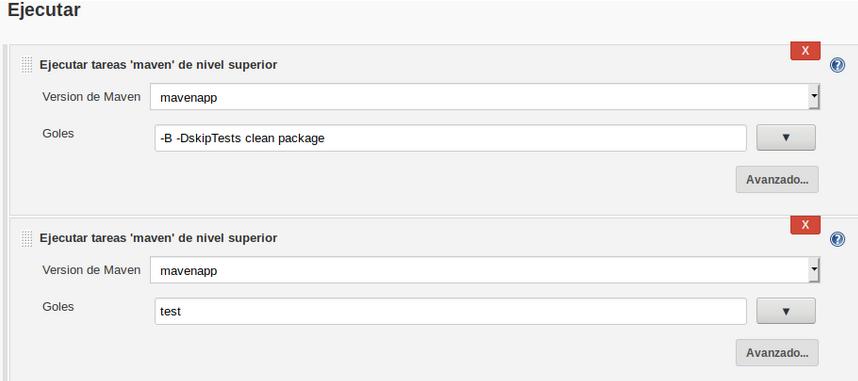 Ejecutar
X
Ejecutar tareas 'maven' de nivel superior
?
Version de Maven
mavenapp
Goles
-B -DskipTests clean package
▼
Avanzado...
X
Ejecutar tareas 'maven' de nivel superior
?
Version de Maven
mavenapp
Goles
test
▼
Avanzado...